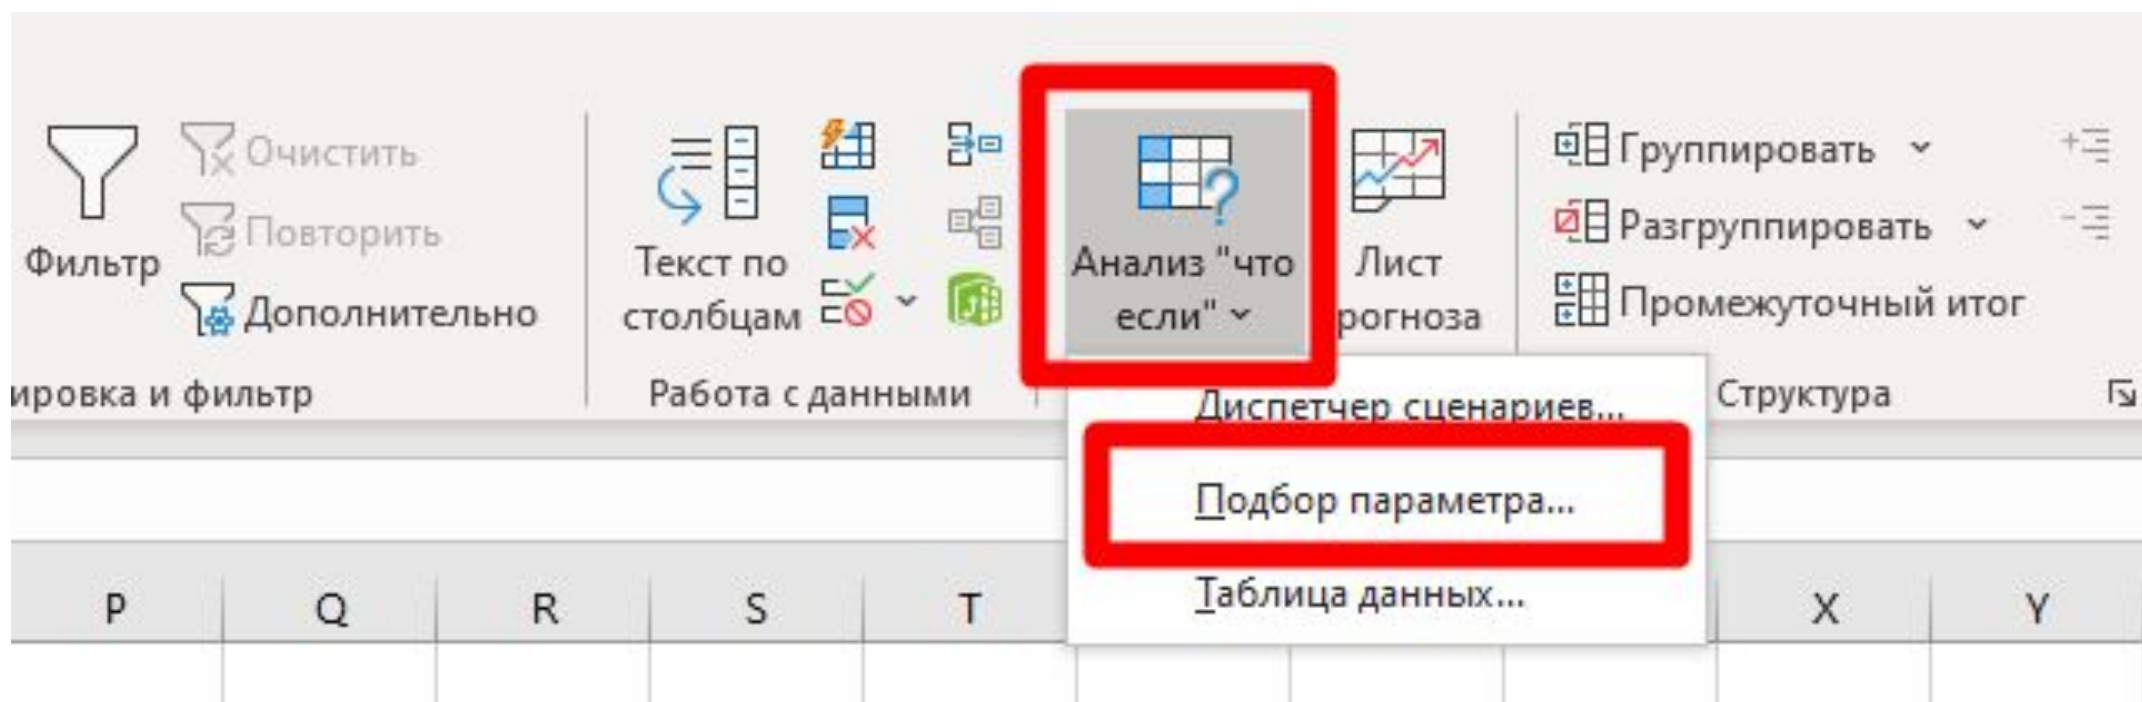 Фильтр
Очистить
Повторить
Дополнительно
ировка и фильтр
Текст по
столбцам
Работа с данными
Анализ "что
если"
Лист
рогноза
Группировать
Разгруппировать
Промежуточный итог
Структура
Диспетчер сценариев...
Подбор параметра...
Таблица данных...
P Q R S T X Y